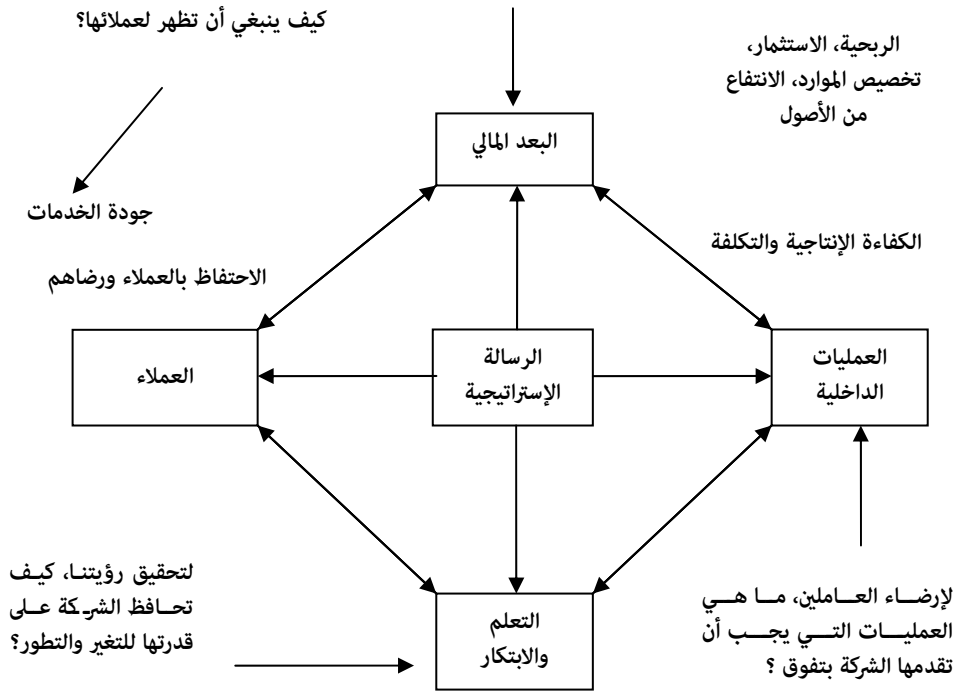 كيف ينبغي أن تظهر لعملائها؟
الربحية، الاستثمار،
تخصيص الموارد، الانتفاع
من الأصول
البعد المالي
جودة الخدمات
الكفاءة الإنتاجية والتكلفة
الاحتفاظ بالعملاء ورضاهم
العمليات
الداخلية
الرسالة
الإستراتيجية
العملاء
لتحقيق رؤيتنا، كيف
تحافظ الشركة على
قدرتها للتغير والتطور؟
التعلم
والابتكار
لإرضاء العاملين، ما هي
العمليات التي يجب أن
تقدمها الشركة بتفوق ؟